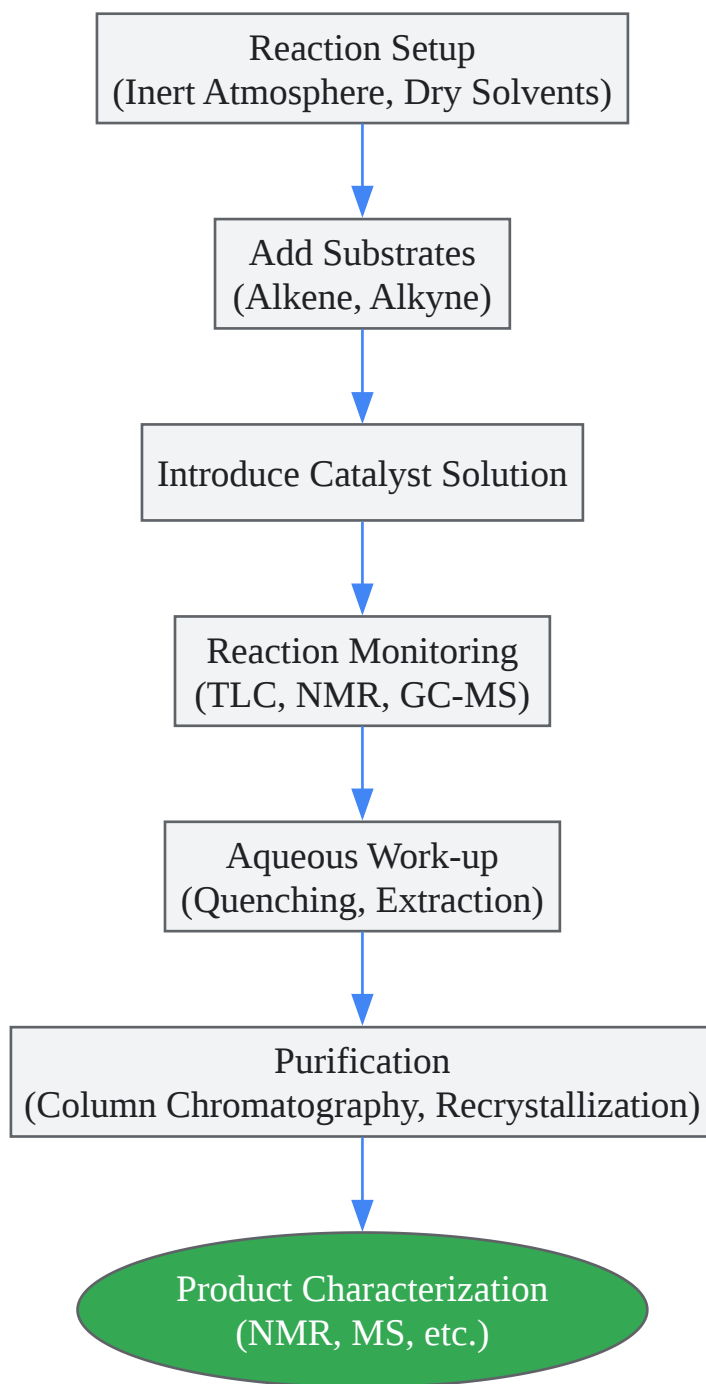 Reaction Setup
(Inert Atmosphere, Dry Solvents)
Add Substrates
(Alkene, Alkyne)
Introduce Catalyst Solution
Reaction Monitoring
(TLC, NMR, GC-MS)
Aqueous Work-up
(Quenching, Extraction)
Purification
(Column Chromatography, Recrystallization)
Product Characterization
(NMR, MS, etc.)